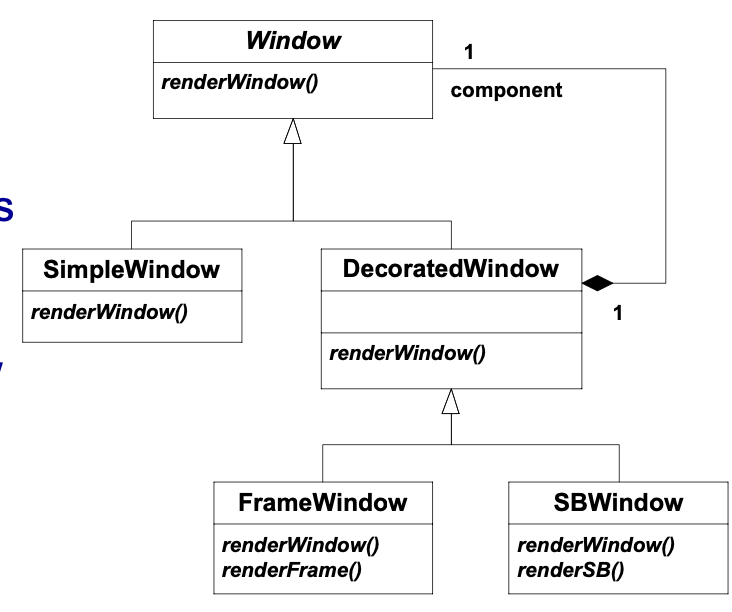 Window
1
renderWindow()
component
s
SimpleWindow
DecoratedWindow
renderWindow()
1
renderWindow()
FrameWindow
SBWindow
renderWindow()
renderFrame()
renderWindow()
renderSB()